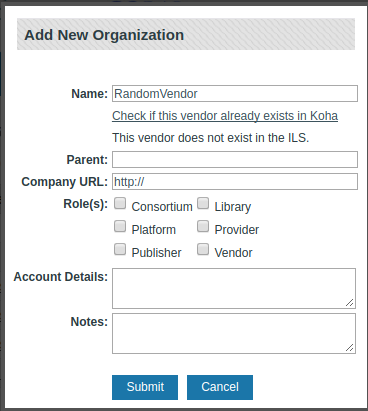 Add New Organization
Name: RandomVendor
Check if this vendor already exists in Koha
This vendor does not exist in the ILS.
Parent:
Company URL: http://
Role(s): Consortium Library
Platform Provider
Publisher Vendor
Account Details:
Notes:
Submit Cancel